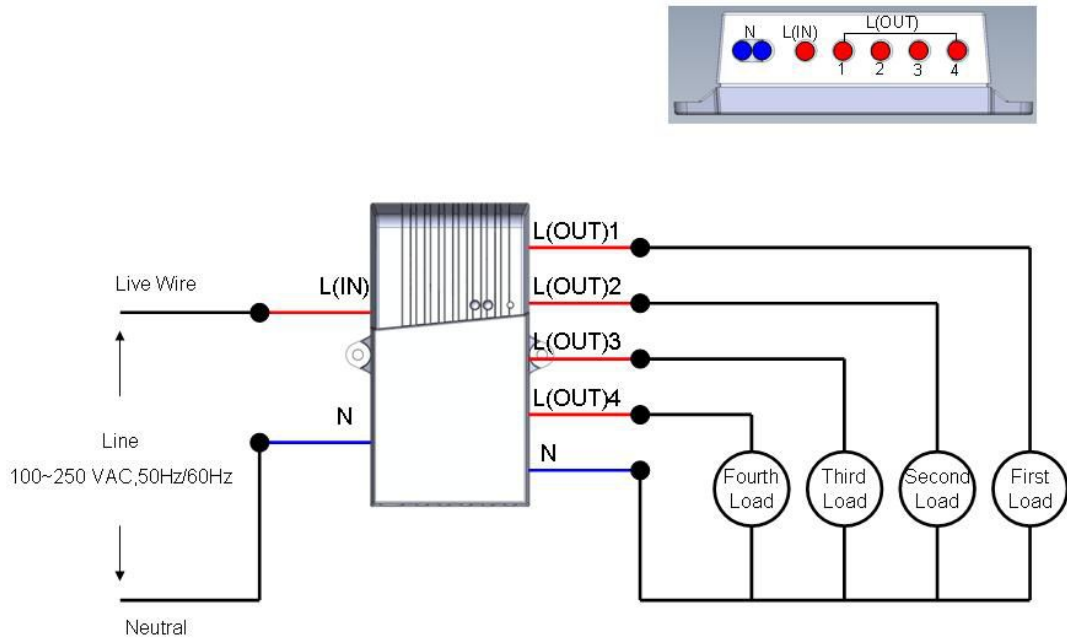 L(OUT)
N
L(IN)
1
2
3
4
L(OUT)1
Live Wire
L(IN)
L(OUT)2
L(OUT)3
L(OUT)4
N
Line
100~250 VAC,50Hz/60Hz
N
Fourth
Load
Third
Load
Second
Load
First
Load
Neutral